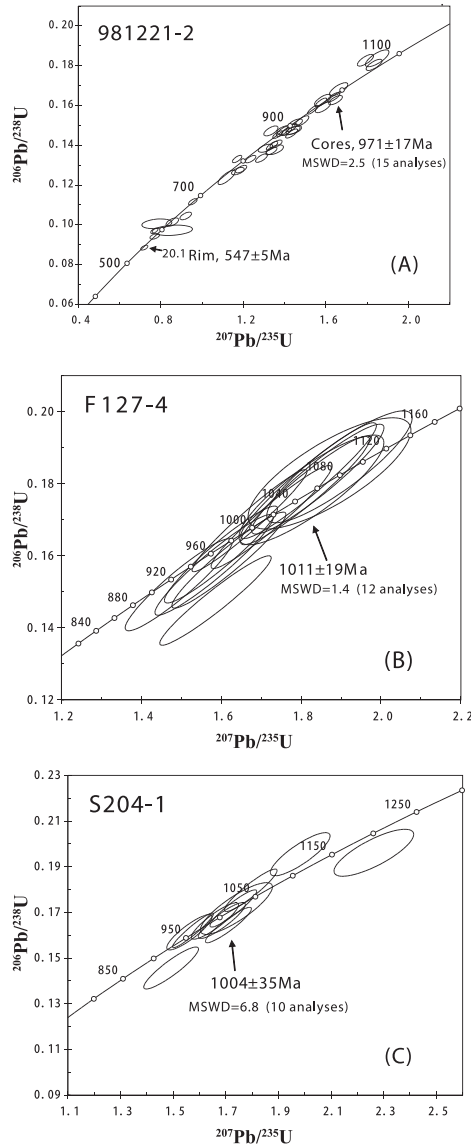 981221-2
0.20
0.18
0.16
0.14
0.12
0.10
0.08
0.06
206Pb/238U
1100
900
700
500
Cores, 971±17Ma
MSWD=2.5 (15 analyses)
20.1 Rim, 547±5Ma
(A)
0.4 0.8 1.2 1.6 2.0
207Pb/235U
F127-4
0.20
0.18
0.16
0.14
0.12
206Pb/238U
1160
1120
1080
1040
1000
960
920
880
840
1011±19Ma
MSWD=1.4 (12 analyses)
(B)
1.2 1.4 1.6 1.8 2.0 2.2
207Pb/235U
S204-1
0.23
0.21
0.19
0.17
0.15
0.13
0.11
0.09
206Pb/238U
1250
1150
1050
950
850
1004±35Ma
MSWD=6.8 (10 analyses)
(C)
1.1 1.3 1.5 1.7 1.9 2.1 2.3 2.5
207Pb/235U